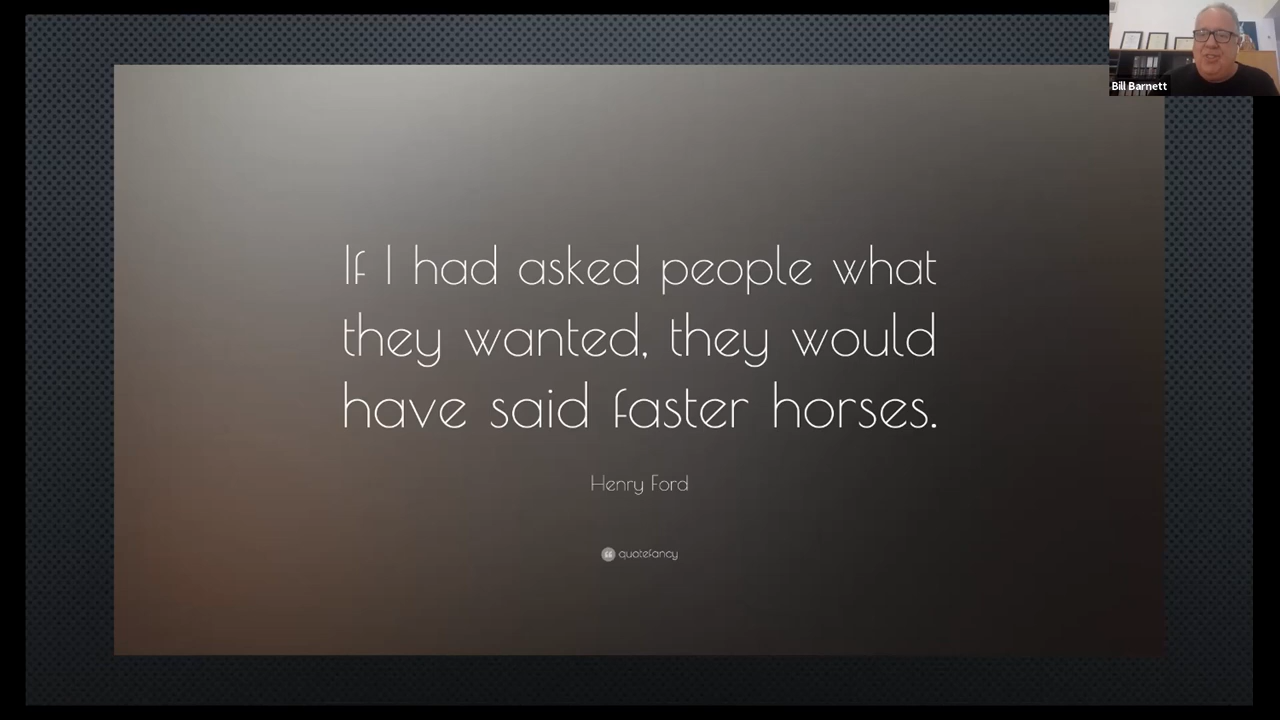 Bill Barnett
If I had asked people what
they wanted, they would
have said faster horses.
Henry Ford
quotefancy